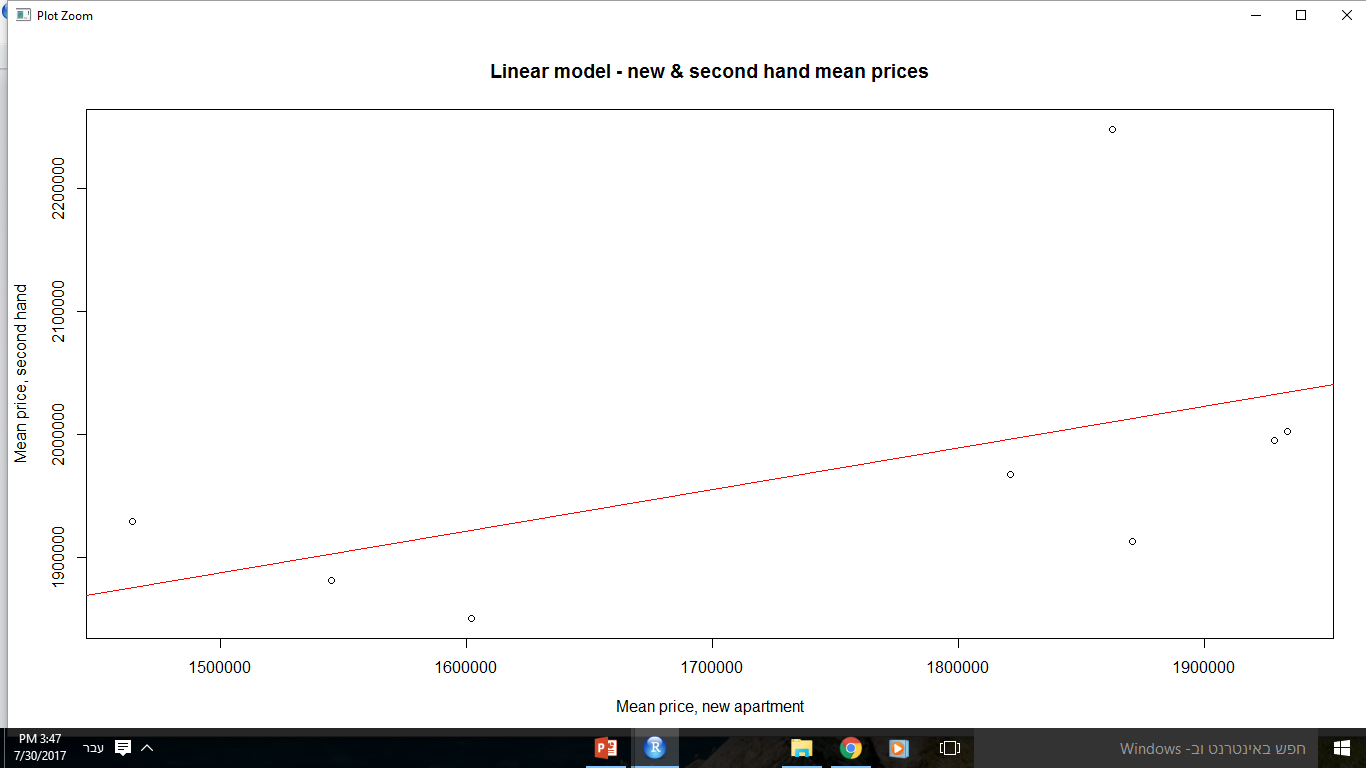 Plot Zoom
Linear model - new & second hand mean prices
Mean price, second hand
2200000
2100000
2000000
1900000
1500000
1600000
1700000
1800000
1900000
Mean price, new apartment
PM 3:47
7/30/2017
עבר
חפש באינטרנט וב- Windows